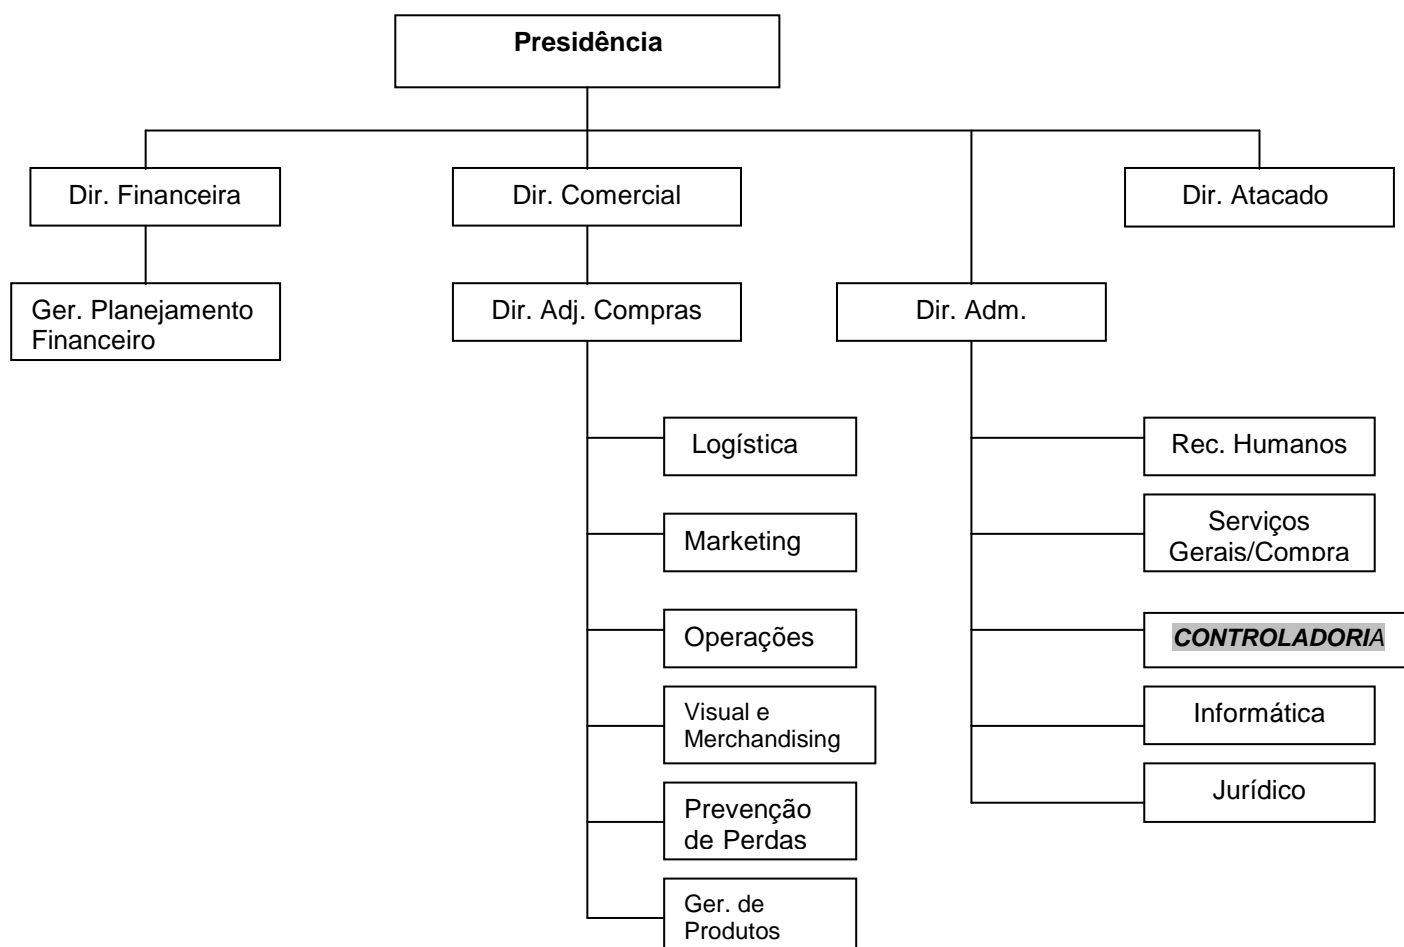 Presidência
Dir. Financeira
Dir. Comercial
Dir. Atacado
Ger. Planejamento
Financeiro
Dir. Adj. Compras
Dir. Adm.
Logística
Marketing
Operações
Visual e
Merchandising
Prevenção
de Perdas
Ger. de
Produtos
Rec. Humanos
Serviços
Gerais/Compra
CONTROLADORIA
Informática
Jurídico